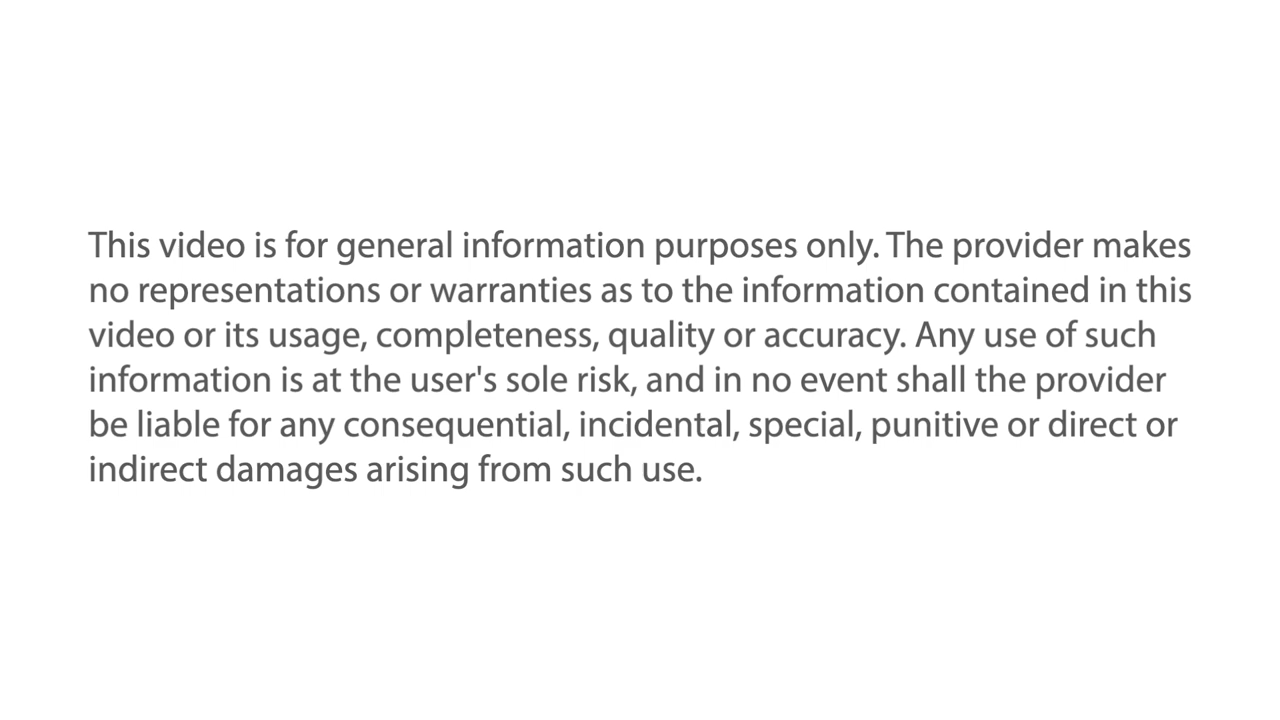 This video is for general information purposes only. The provider makes
no representations or warranties as to the information contained in this
video or its usage, completeness, quality or accuracy. Any use of such
information is at the user's sole risk, and in no event shall the provider
be liable for any consequential, incidental, special, punitive or direct or
indirect damages arising from such use.